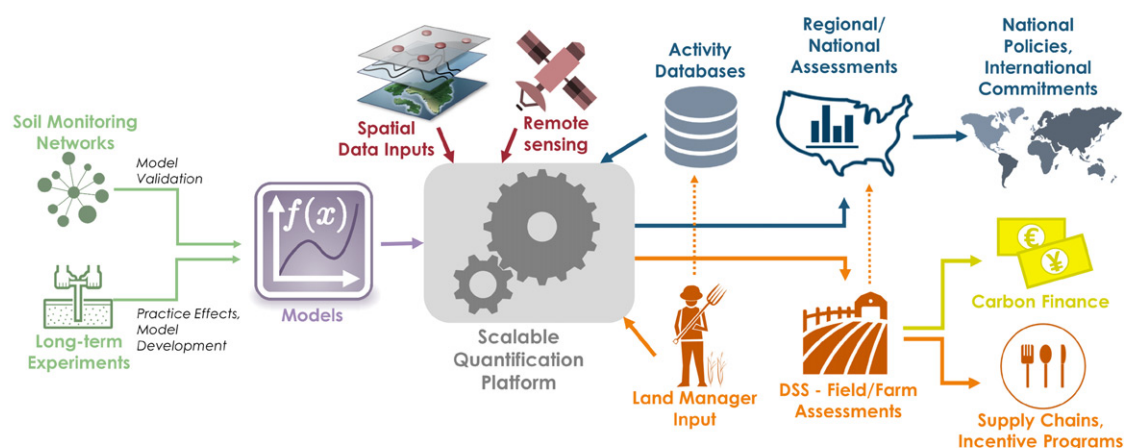 Soil Monitoring
Networks
Model
Validation
Long-term
Experiments
Practice Effects,
Model
Development
f(x)
Models
Spatial
Data Inputs
Remote
sensing
Scalable
Quantification
Platform
Activity
Databases
Land Manager
Input
Regional/
National
Assessments
DSS - Field/Farm
Assessments
National
Policies,
International
Commitments
€
¥
Carbon Finance
Supply Chains,
Incentive Programs